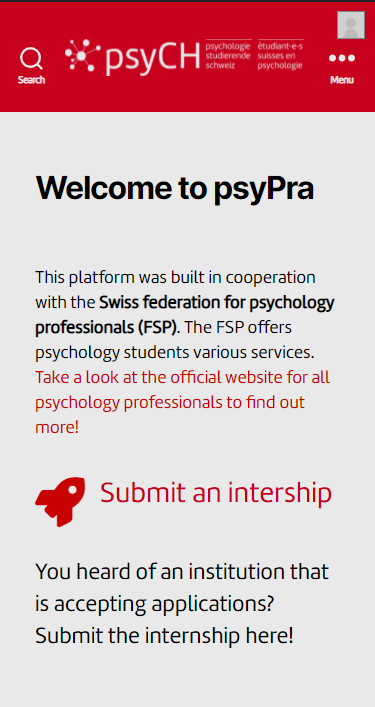 Search
psyCH
psychologie
studierende
schweiz
étudiant-e-s
suisses en
psychologie
Menu
Welcome to psyPra
This platform was built in cooperation
with the Swiss federation for psychology
professionals (FSP). The FSP offers
psychology students various services.
Take a look at the official website for all
psychology professionals to find out
more!
Submit an intership
You heard of an institution that
is accepting applications?
Submit the internship here!